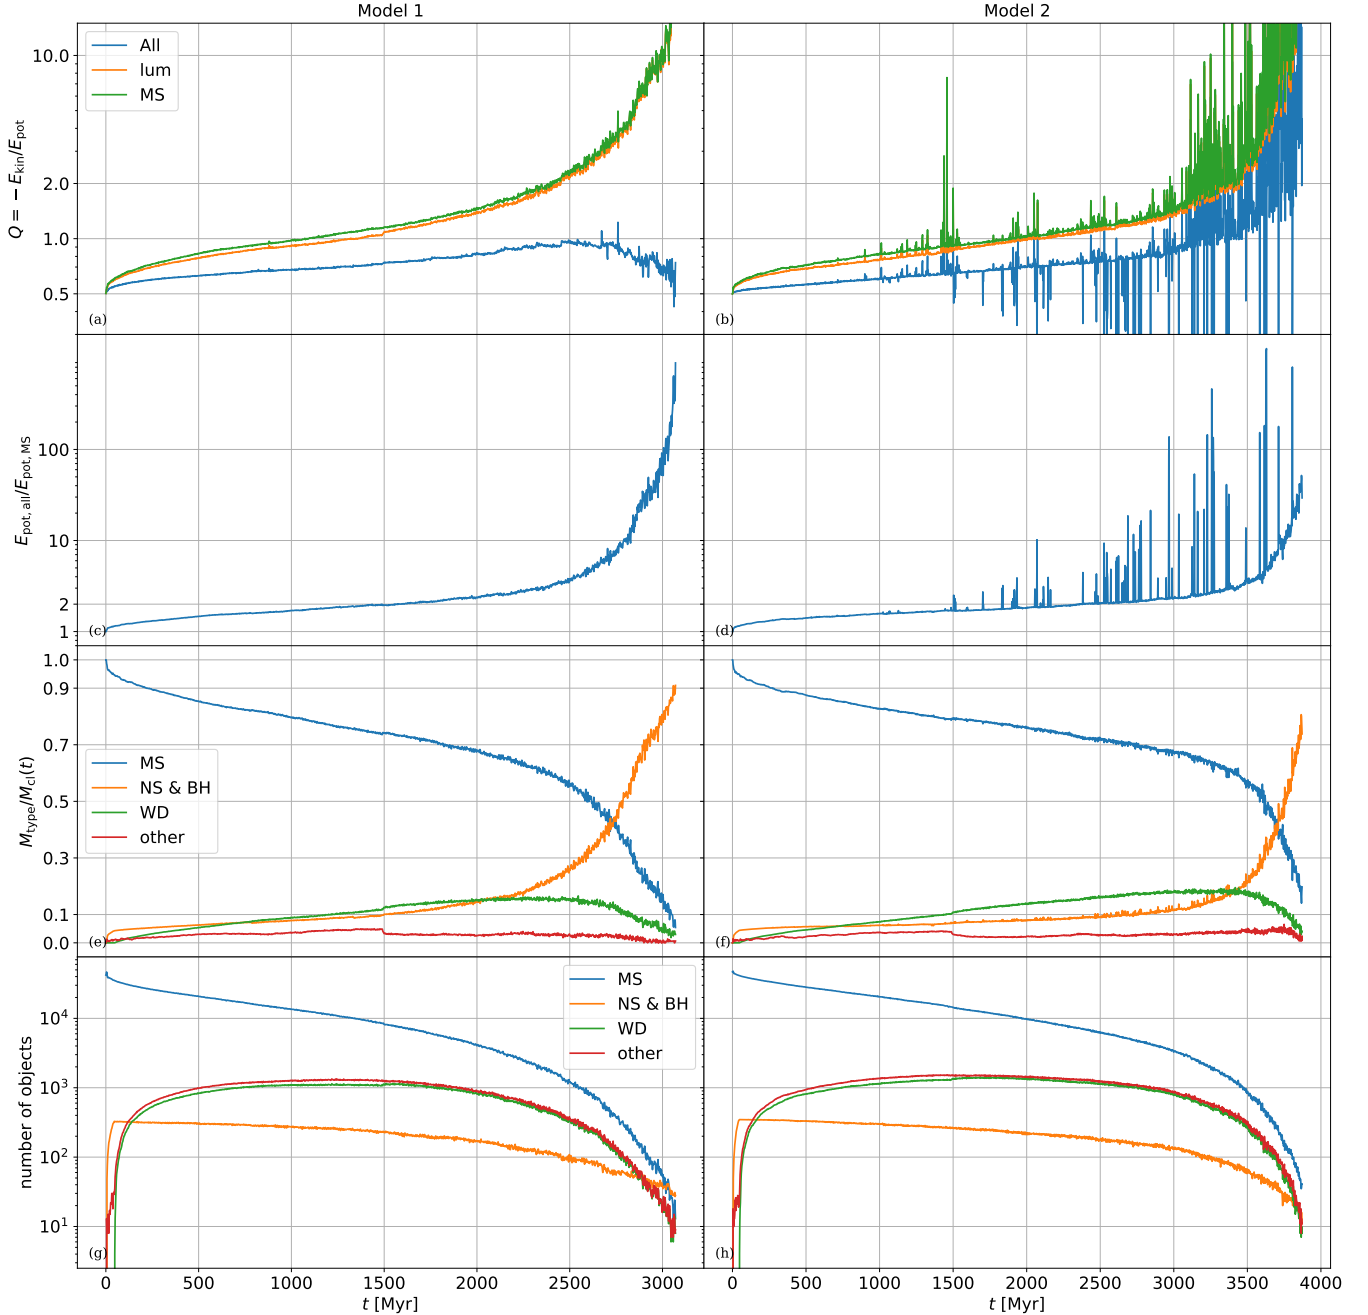 Model 1
Model 2
Q = − E_kin/E_pot
10.0
2.0
1.0
0.5
All
lum
MS
(a)
(b)
E_pot, all/E_pot, MS
100
10
2
1
(c)
(d)
M_type/M_cl(t)
1.0
0.9
0.7
0.5
0.3
0.1
0.0
MS
NS & BH
WD
other
(e)
(f)
number of objects
10^4
10^3
10^2
10^1
MS
NS & BH
WD
other
(g)
(h)
0 500 1000 1500 2000 2500 3000
0 500 1000 1500 2000 2500 3000 3500 4000
t [Myr]
t [Myr]